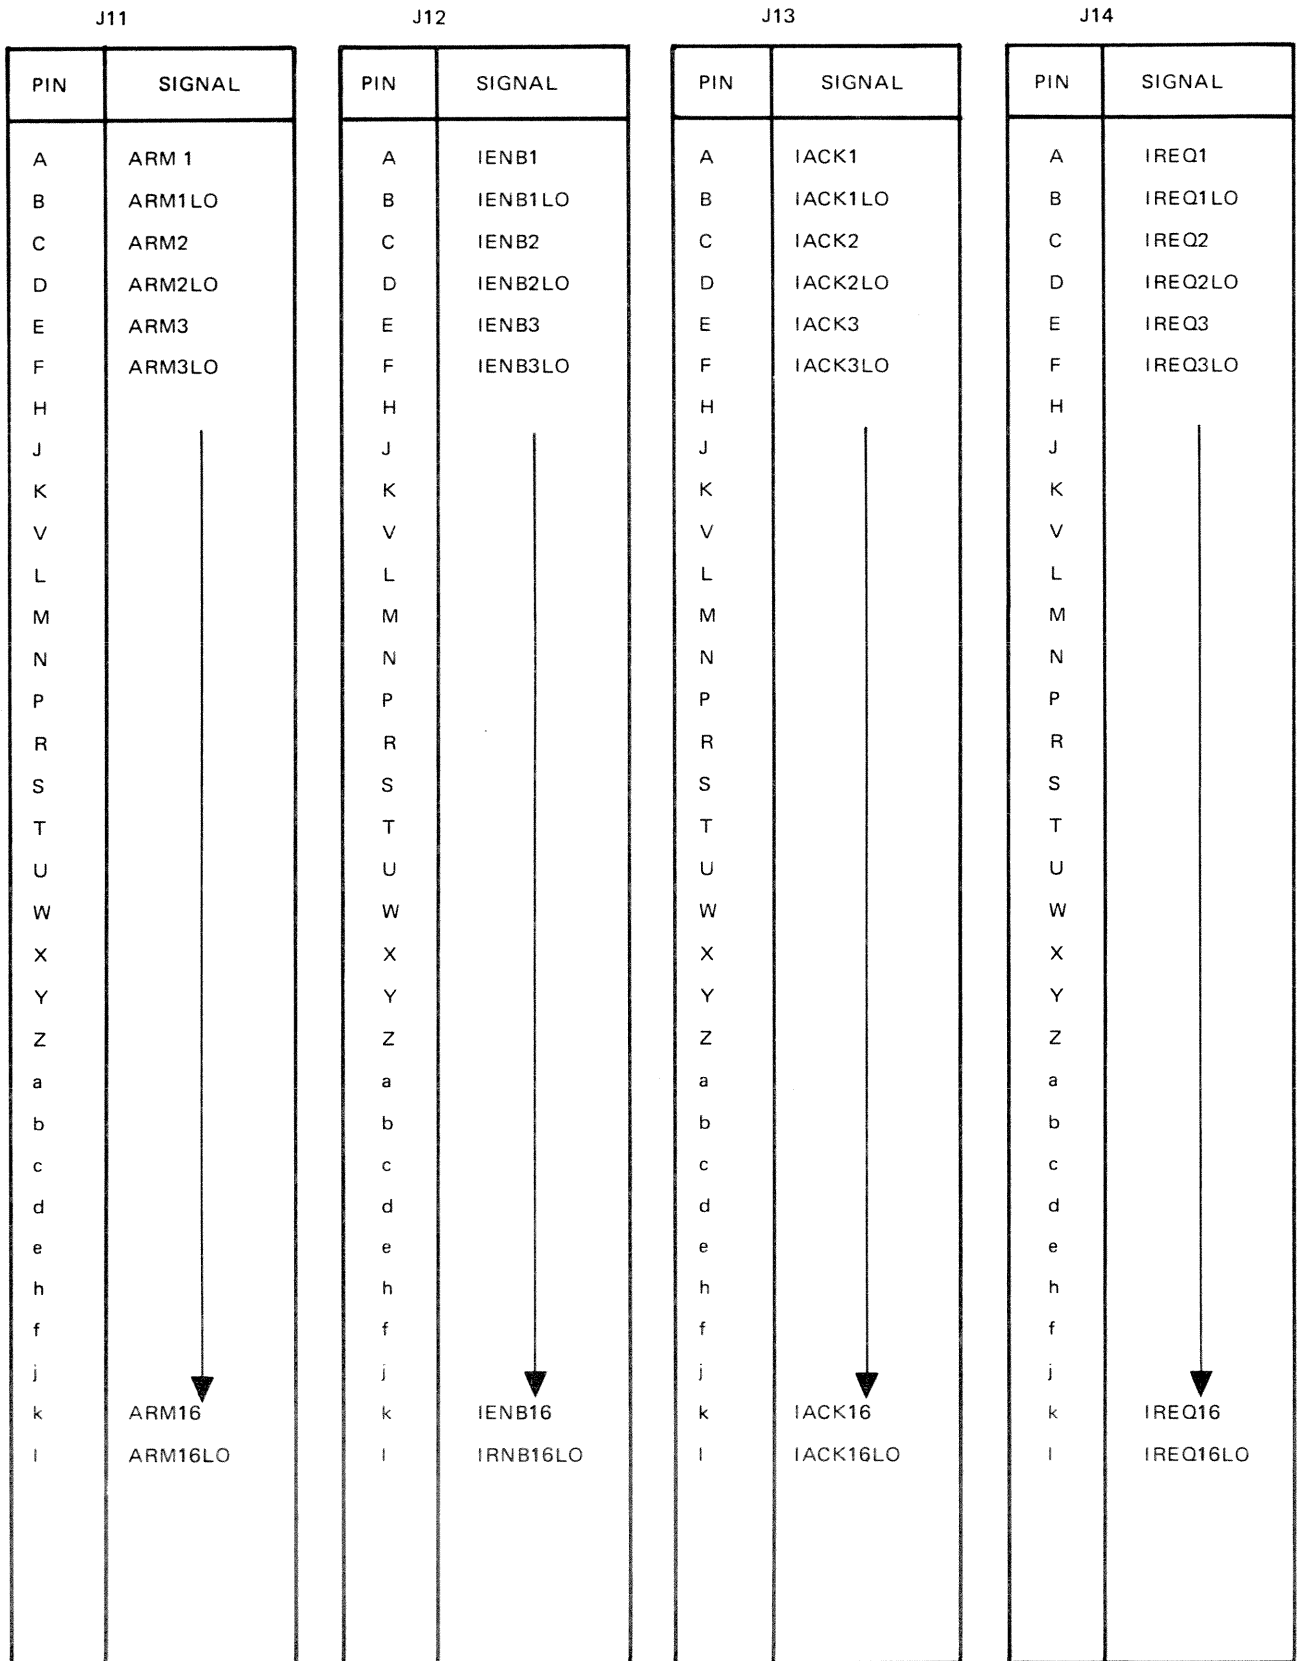 J11 J12 J13 J14
PIN SIGNAL PIN SIGNAL PIN SIGNAL PIN SIGNAL
A ARM 1 A IENB1 A IACK1 A IREQ1
B ARM1LO B IENB1LO B IACK1LO B IREQ1LO
C ARM2 C IENB2 C IACK2 C IREQ2
D ARM2LO D IENB2LO D IACK2LO D IREQ2LO
E ARM3 E IENB3 E IACK3 E IREQ3
F ARM3LO F IENB3LO F IACK3LO F IREQ3LO
H H H H
J J J J
K K K K
V V V V
L L L L
M M M M
N N N N
P P P P
R R R R
S S S S
T T T T
U U U U
W W W W
X X X X
Y Y Y Y
Z Z Z Z
a a a a
b b b b
c c c c
d d d d
e e e e
h h h h
f f f f
j j j j
k ARM16 k IENB16 k IACK16 k IREQ16
l ARM16LO l IRNB16LO l IACK16LO l IREQ16LO